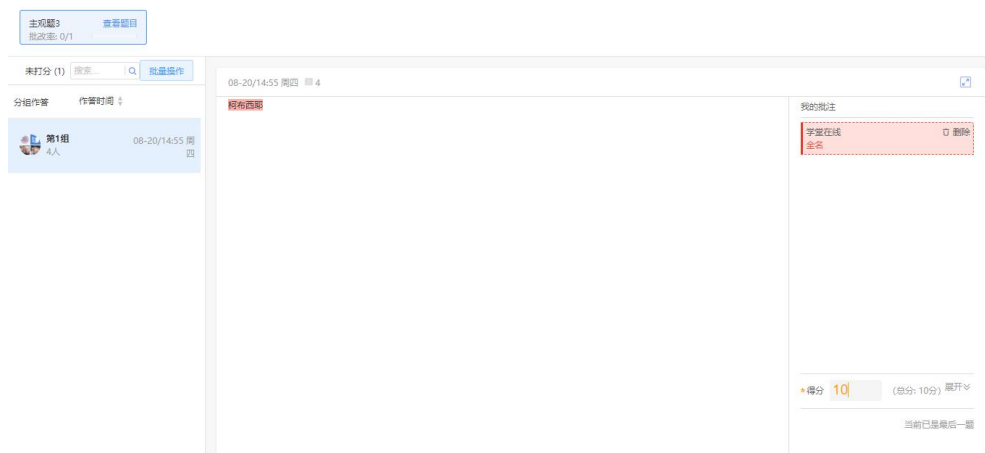 主观题3 查看题目
批改率: 0/1
未打分 (1) 搜索... 批量操作
分组作答 作答时间
第1组 08-20/14:55 周四
4人
08-20/14:55 周四 4
柯布西耶
我的批注
学堂在线 删除
全名
*得分 10 (总分: 10分) 展开
当前已是最后一题